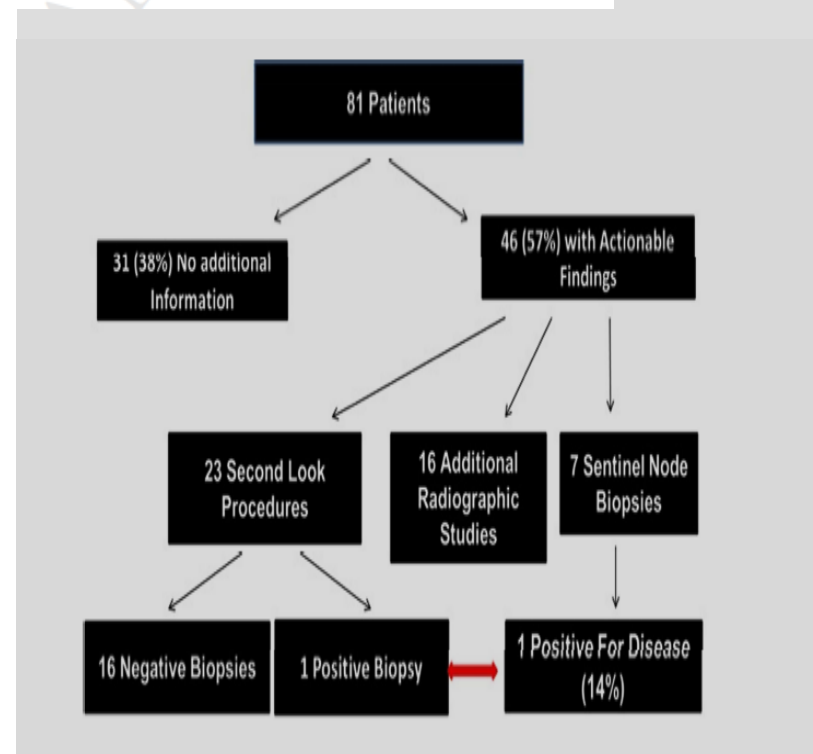 81 Patients
31 (38%) No additional
Information
46 (57%) with Actionable
Findings
23 Second Look
Procedures
16 Additional
Radiographic
Studies
7 Sentinel Node
Biopsies
16 Negative Biopsies
1 Positive Biopsy
1 Positive For Disease
(14%)